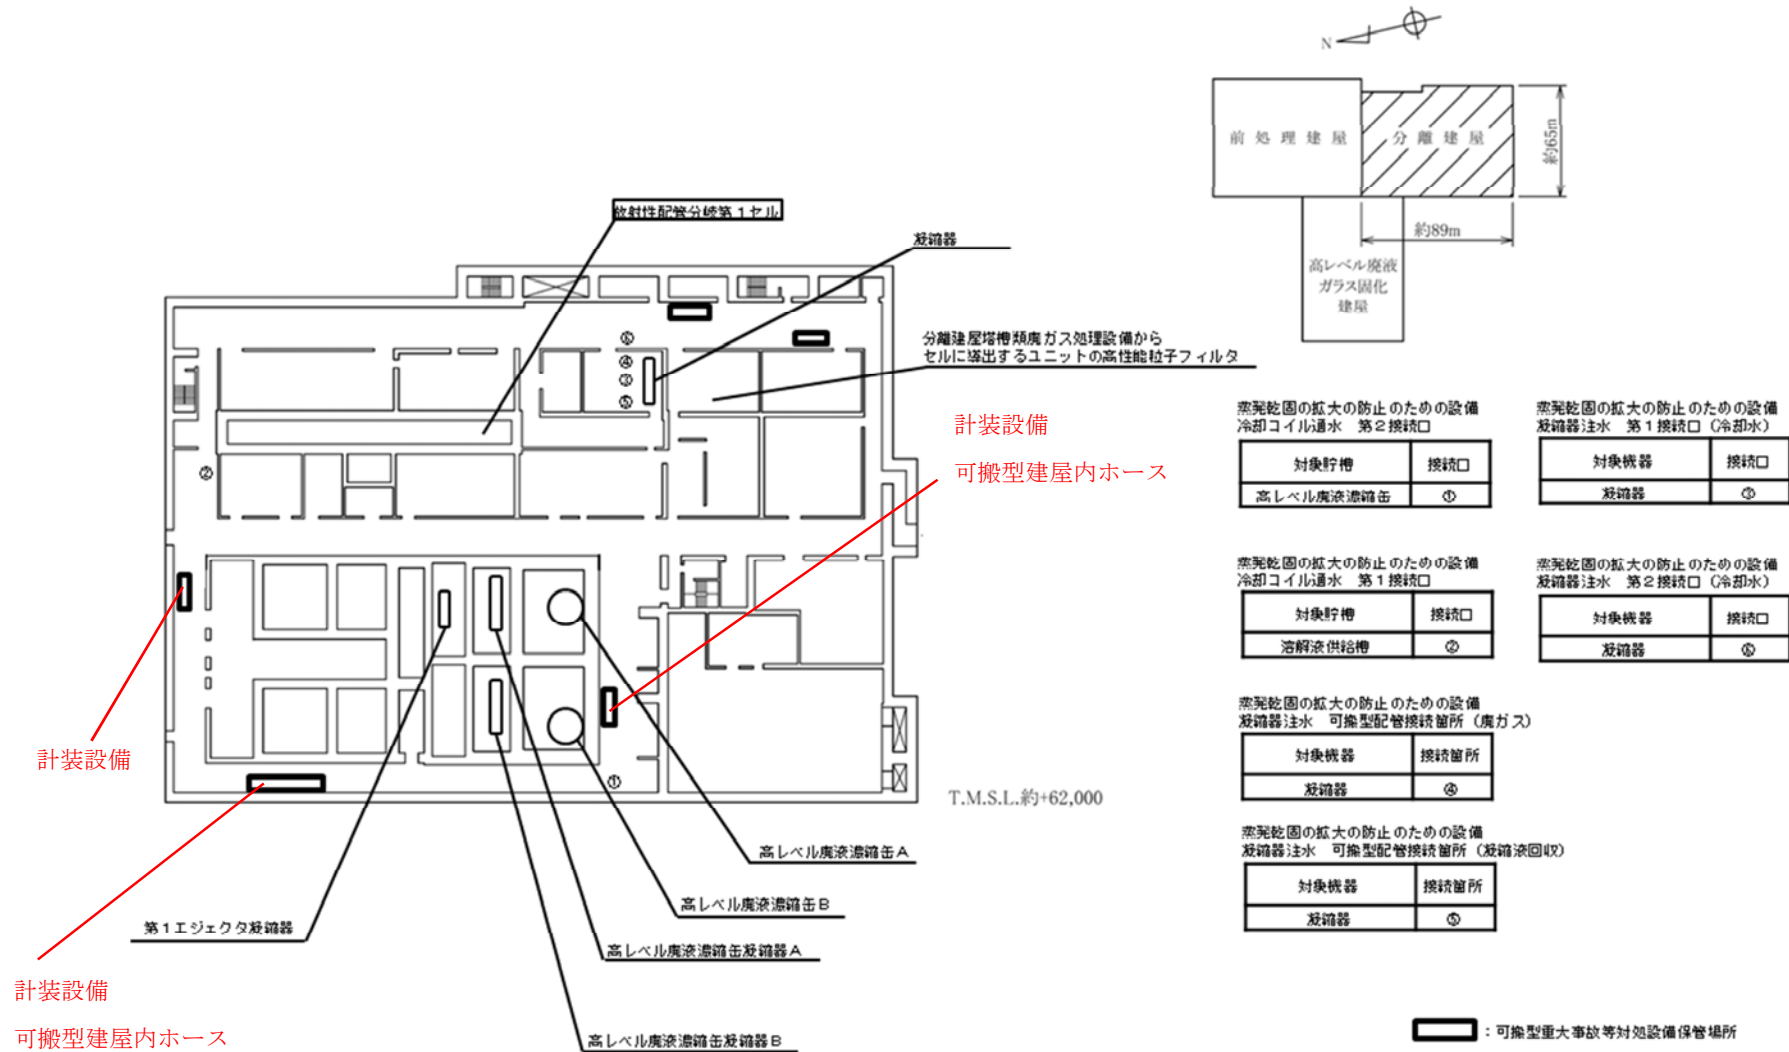 N
前処理建屋
分離建屋
約65m
約89m
高レベル廃液
ガラス固化
建屋
放射性配管分岐第1セル
凝縮器
分離建屋塔槽類廃ガス処理設備から
セルに導出するユニットの高性能粒子フィルタ
計装設備
可搬型建屋内ホース
⑥
④
③
⑤
②
①
計装設備
T.M.S.L.約+62,000
高レベル廃液濃縮缶A
高レベル廃液濃縮缶B
第1エジェクタ凝縮器
高レベル廃液濃縮缶凝縮器A
計装設備
可搬型建屋内ホース
高レベル廃液濃縮缶凝縮器B
蒸発乾固の拡大の防止のための設備
冷却コイル通水 第2接続口
対象貯槽 接続口
高レベル廃液濃縮缶 ①
蒸発乾固の拡大の防止のための設備
凝縮器注水 第1接続口（冷却水）
対象機器 接続口
凝縮器 ③
蒸発乾固の拡大の防止のための設備
冷却コイル通水 第1接続口
対象貯槽 接続口
溶解液供給槽 ②
蒸発乾固の拡大の防止のための設備
凝縮器注水 第2接続口（冷却水）
対象機器 接続口
凝縮器 ⑥
蒸発乾固の拡大の防止のための設備
凝縮器注水 可搬型配管接続箇所（廃ガス）
対象機器 接続箇所
凝縮器 ④
蒸発乾固の拡大の防止のための設備
凝縮器注水 可搬型配管接続箇所（凝縮液回収）
対象機器 接続箇所
凝縮器 ⑤
：可搬型重大事故等対処設備保管場所